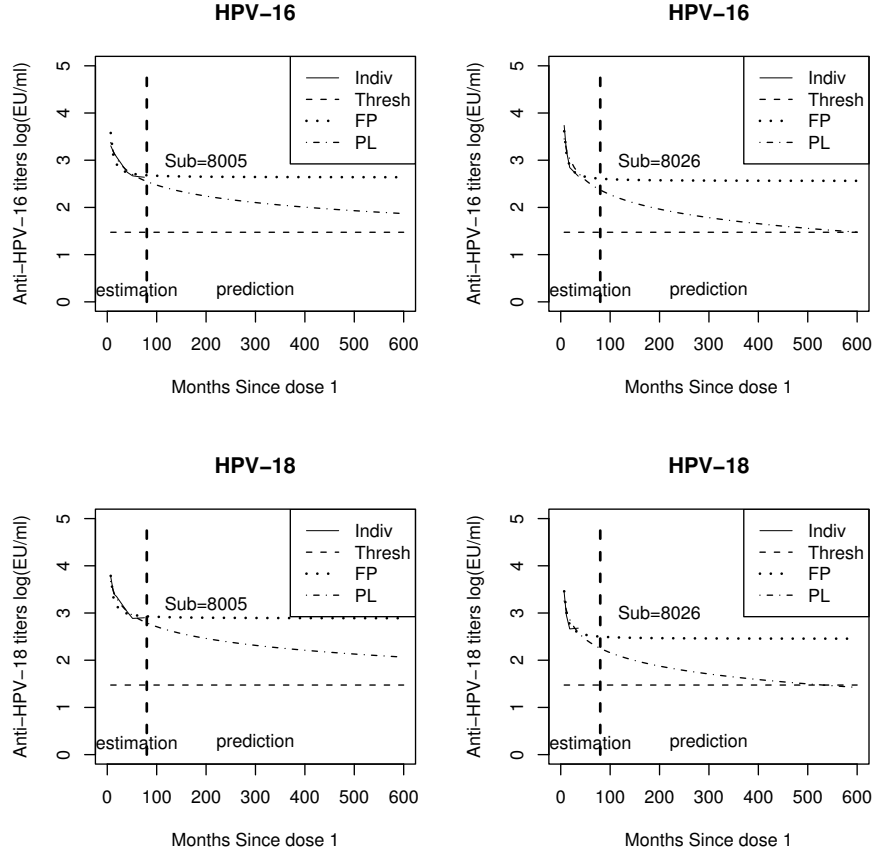 HPV−16
Anti−HPV−16 titers log(EU/ml)
5
4
3
2
1
0
Indiv
Thresh
FP
PL
Sub=8005
estimation
prediction
0 100 200 300 400 500 600
Months Since dose 1
HPV−16
Anti−HPV−16 titers log(EU/ml)
5
4
3
2
1
0
Indiv
Thresh
FP
PL
Sub=8026
estimation
prediction
0 100 200 300 400 500 600
Months Since dose 1
HPV−18
Anti−HPV−18 titers log(EU/ml)
5
4
3
2
1
0
Indiv
Thresh
FP
PL
Sub=8005
estimation
prediction
0 100 200 300 400 500 600
Months Since dose 1
HPV−18
Anti−HPV−18 titers log(EU/ml)
5
4
3
2
1
0
Indiv
Thresh
FP
PL
Sub=8026
estimation
prediction
0 100 200 300 400 500 600
Months Since dose 1